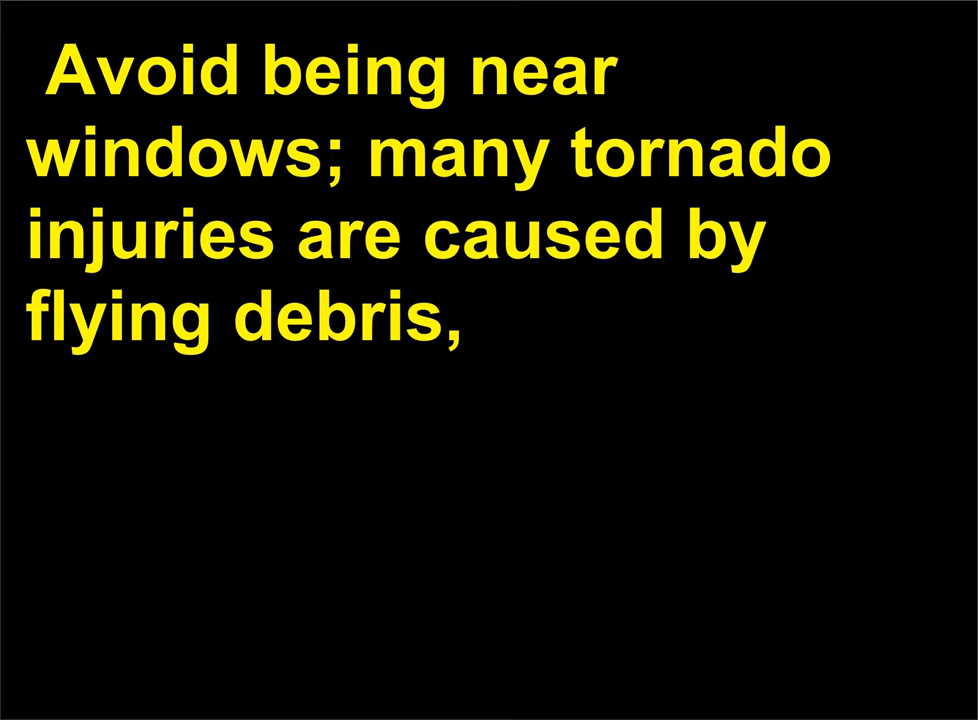 Avoid being near
windows; many tornado
injuries are caused by
flying debris,